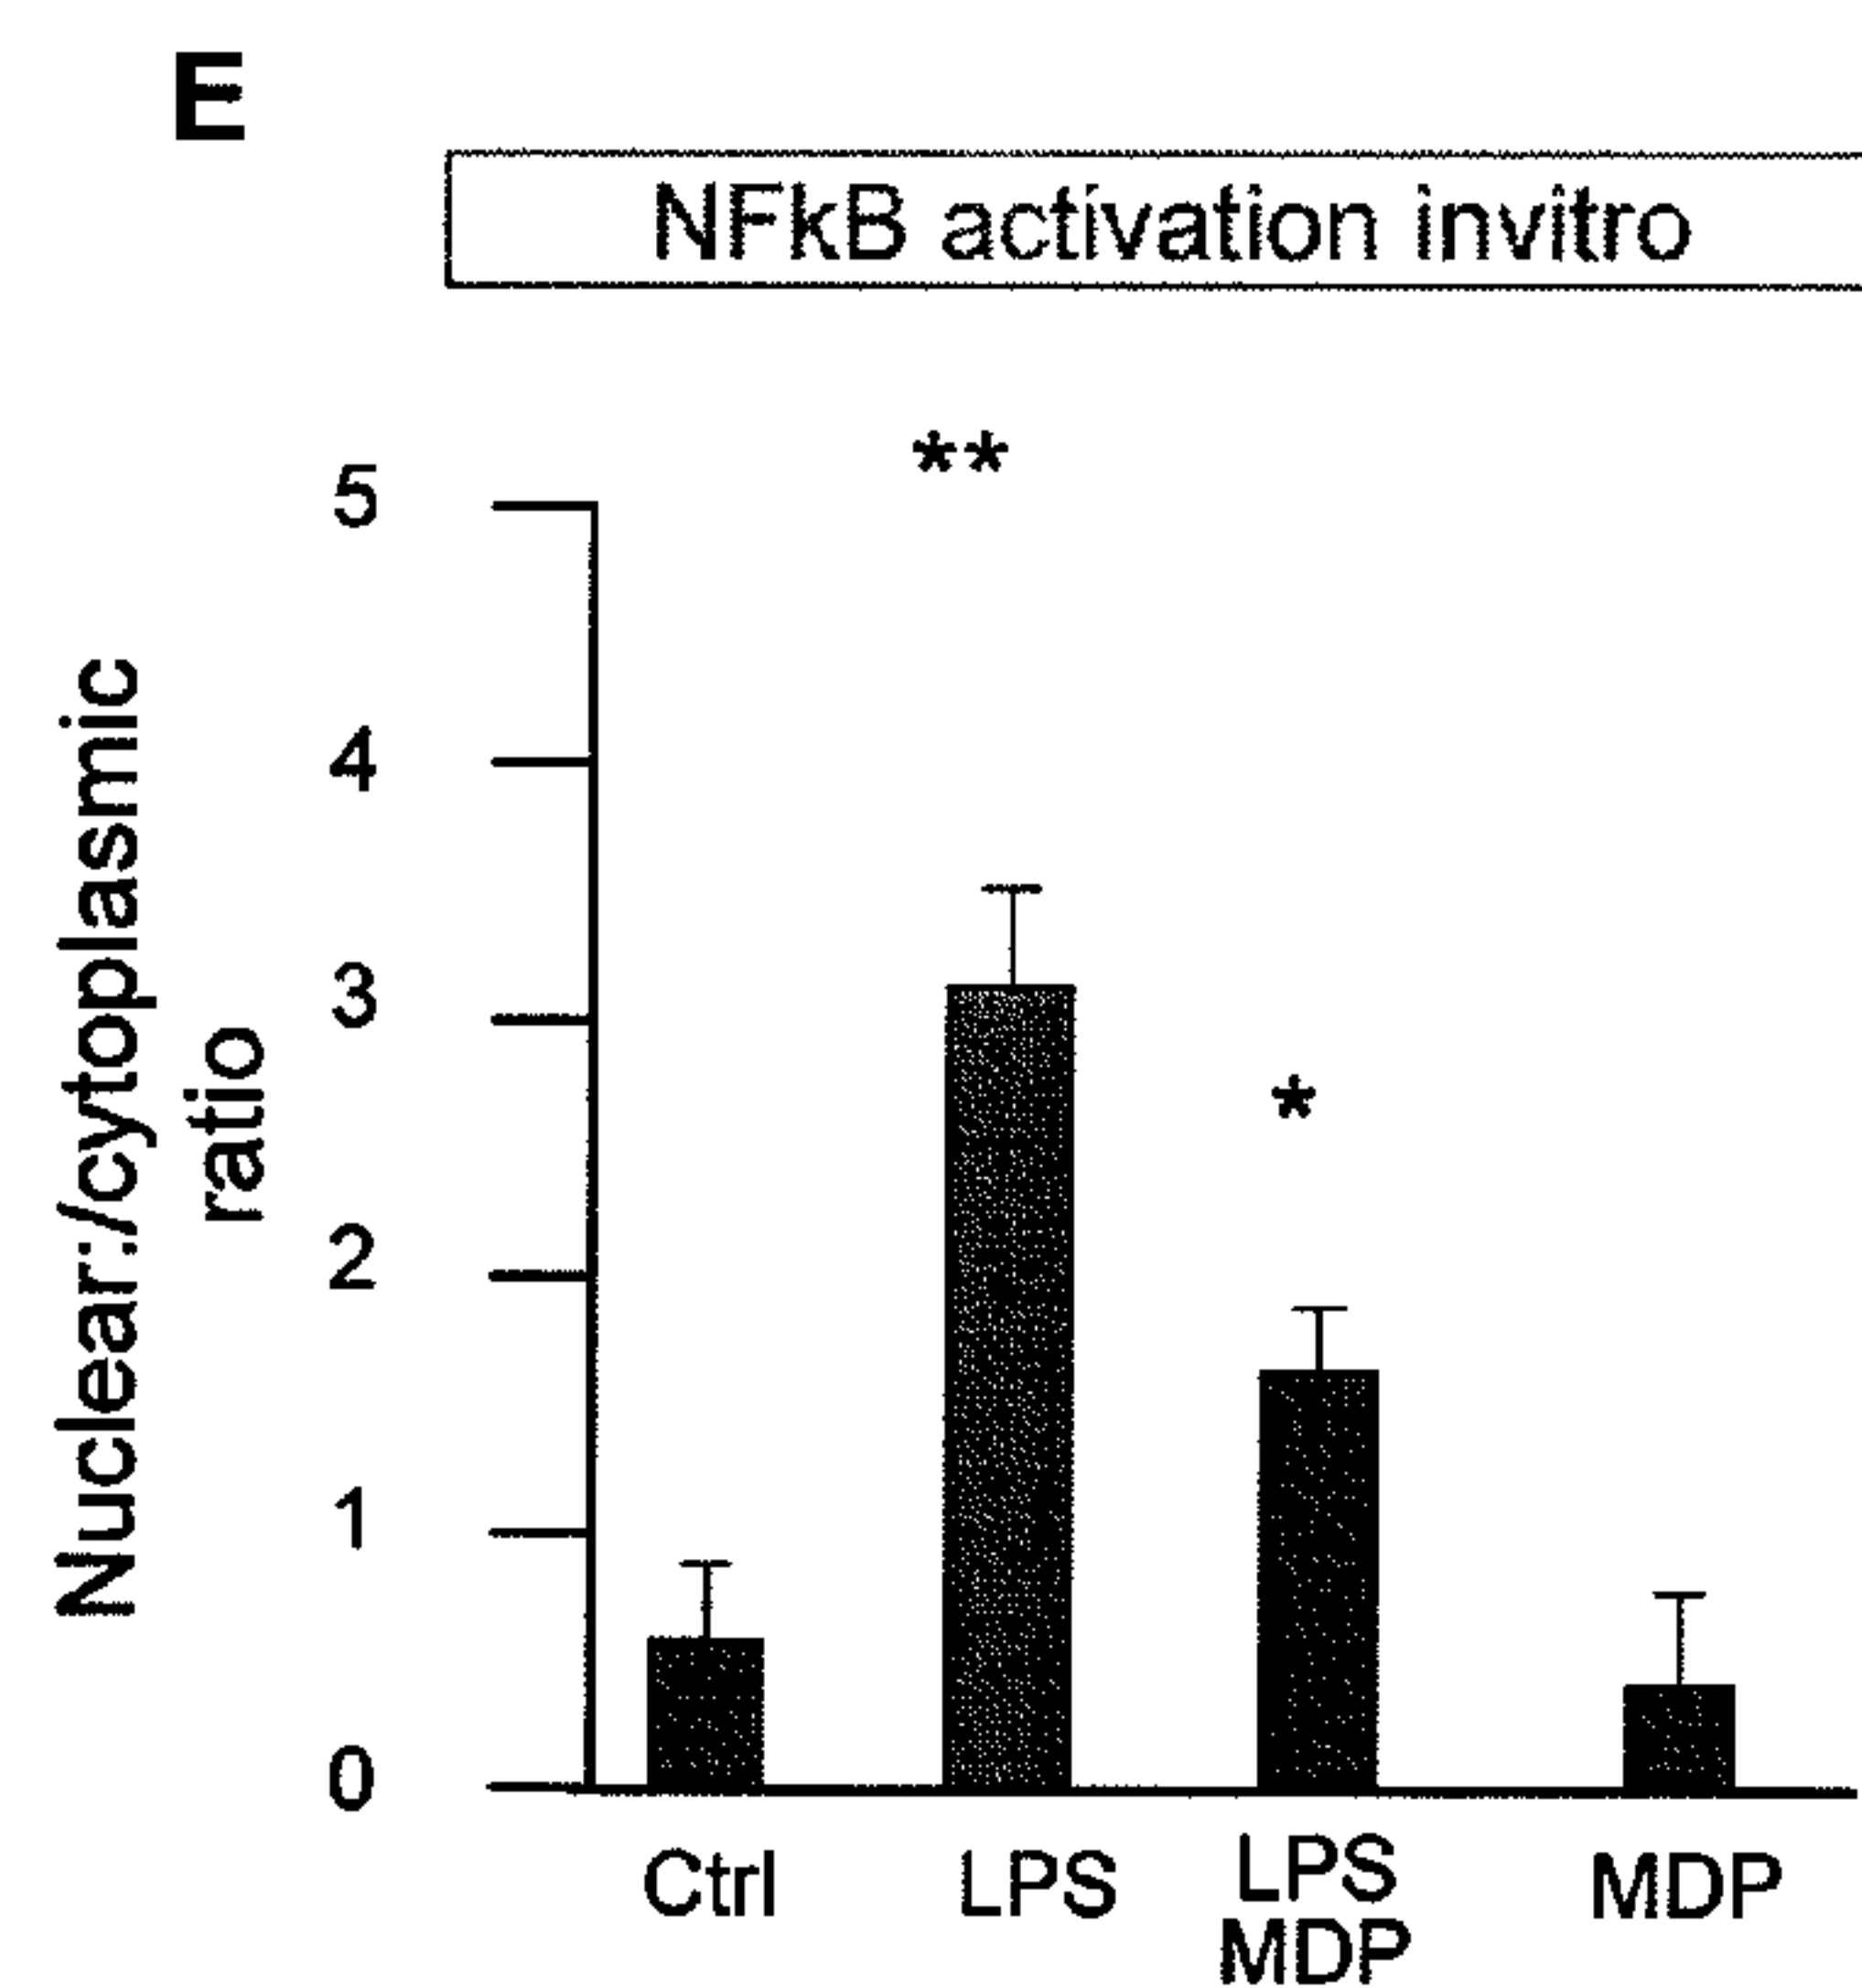 E
NFkB activation invitro
**
5
4
3
*
2
1
0
Nuclear:/cytoplasmic
ratio
Ctrl
LPS
LPS
MDP
MDP